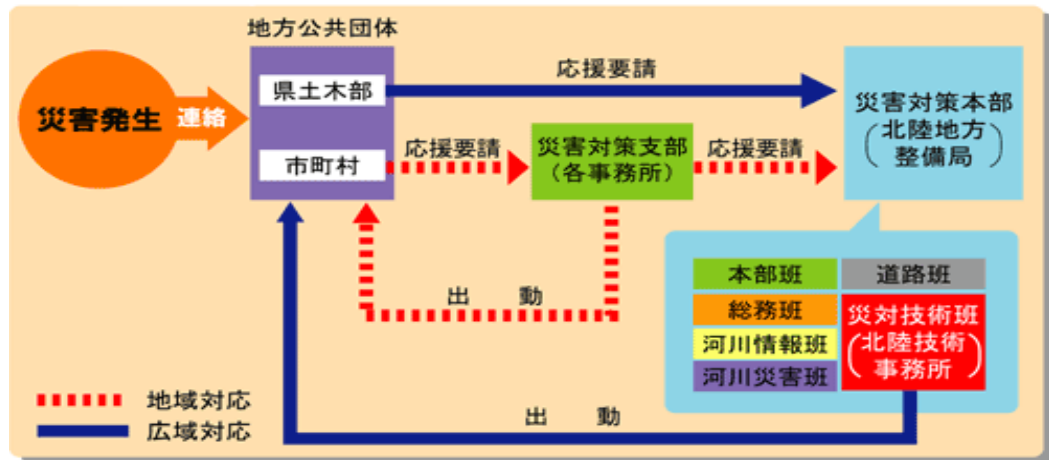 地方公共団体
災害発生
連絡
県土木部
市町村
応援要請
応援要請
災害対策支部
(各事務所)
応援要請
災害対策本部
(北陸地方
整備局)
出 動
本部班
総務班
河川情報班
河川災害班
道路班
災対技術班
(北陸技術
事務所)
出 動
地域対応
広域対応